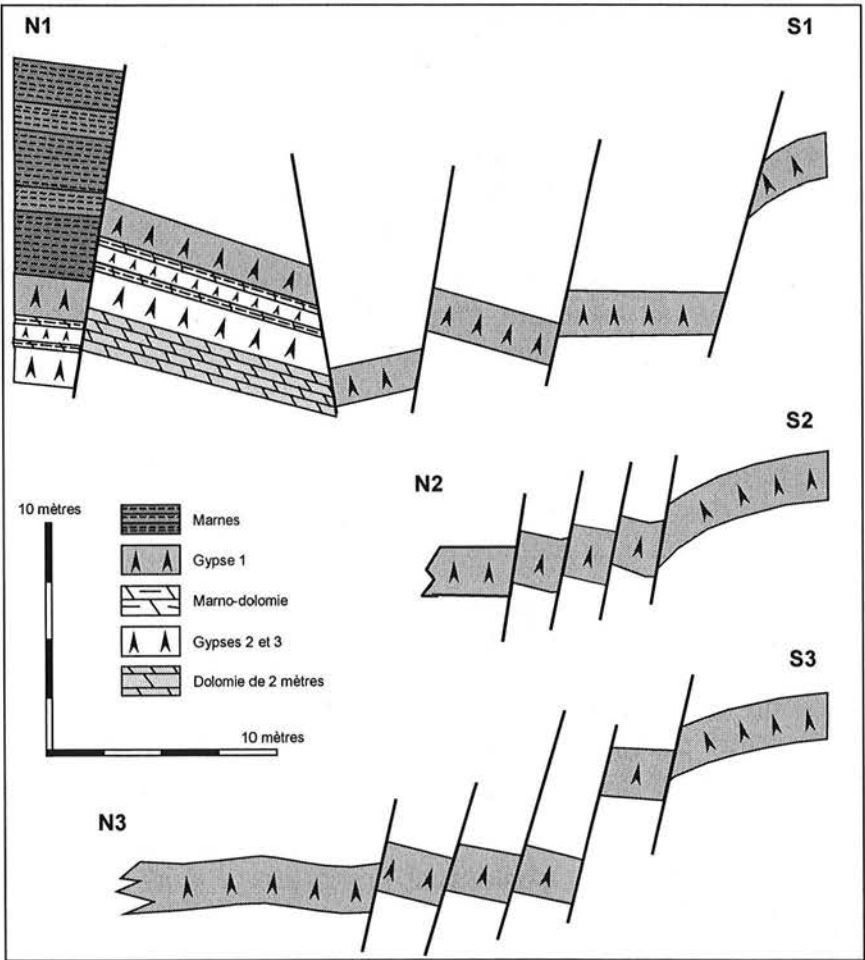 N1
S1
S2
N2
10 mètres
Marnes
Gypse 1
Marno-dolomie
Gypses 2 et 3
Dolomie de 2 mètres
S3
10 mètres
N3